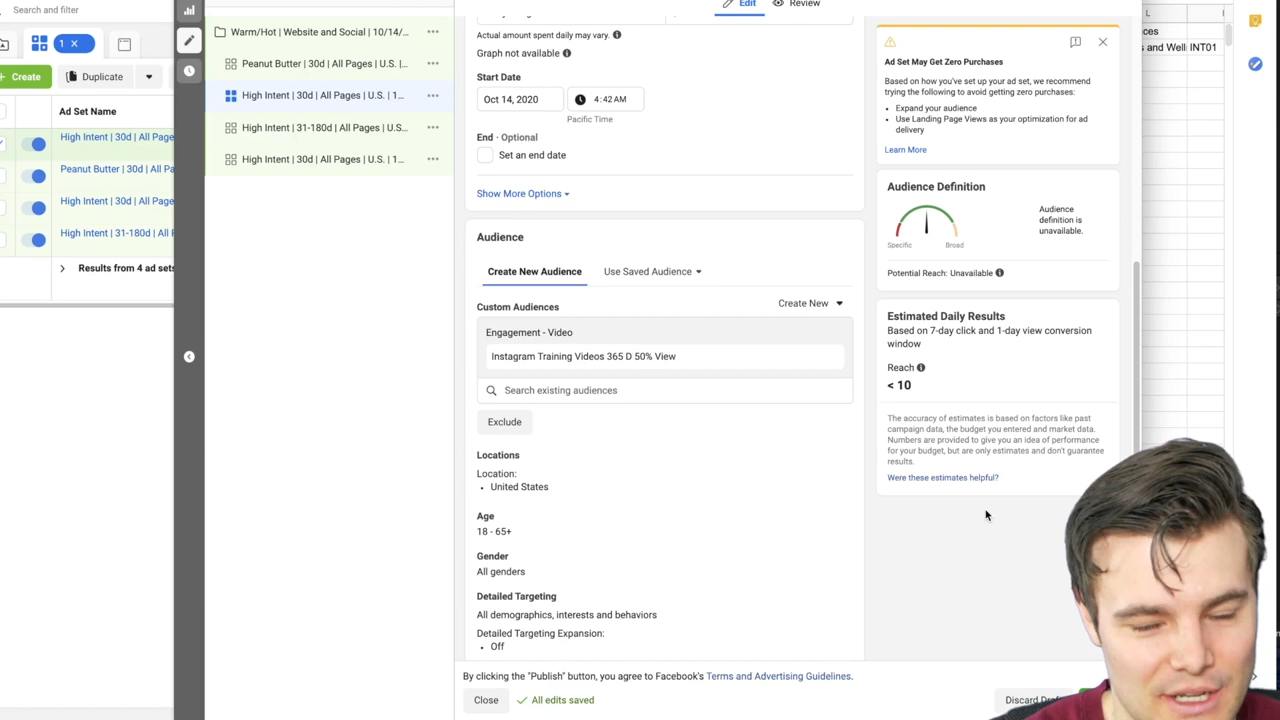 Search and filter
1 ×
Create
Duplicate
Ad Set Name
High Intent | 30d | All Page
Peanut Butter | 30d | All Pa
High Intent | 30d | All Page
High Intent | 31-180d | All F
Results from 4 ad sets
Warm/Hot | Website and Social | 10/14/...
Peanut Butter | 30d | All Pages | U.S. |...
High Intent | 30d | All Pages | U.S. | 1...
High Intent | 31-180d | All Pages | U.S...
High Intent | 30d | All Pages | U.S. | 1...
Edit
Review
Actual amount spent daily may vary.
Graph not available
Start Date
Oct 14, 2020
4:42 AM
Pacific Time
End · Optional
Set an end date
Show More Options
Audience
Create New Audience
Use Saved Audience
Custom Audiences
Create New
Engagement - Video
Instagram Training Videos 365 D 50% View
Search existing audiences
Exclude
Locations
Location:
• United States
Age
18 - 65+
Gender
All genders
Detailed Targeting
All demographics, interests and behaviors
Detailed Targeting Expansion:
• Off
By clicking the "Publish" button, you agree to Facebook's Terms and Advertising Guidelines.
Close
All edits saved
Discard Dra
Ad Set May Get Zero Purchases
Based on how you've set up your ad set, we recommend
trying the following to avoid getting zero purchases:
• Expand your audience
• Use Landing Page Views as your optimization for ad
delivery
Learn More
Audience Definition
Specific
Broad
Audience
definition is
unavailable.
Potential Reach: Unavailable
Estimated Daily Results
Based on 7-day click and 1-day view conversion
window
Reach
< 10
The accuracy of estimates is based on factors like past
campaign data, the budget you entered and market data.
Numbers are provided to give you an idea of performance
for your budget, but are only estimates and don't guarantee
results.
Were these estimates helpful?
L
ces
s and Well INT01